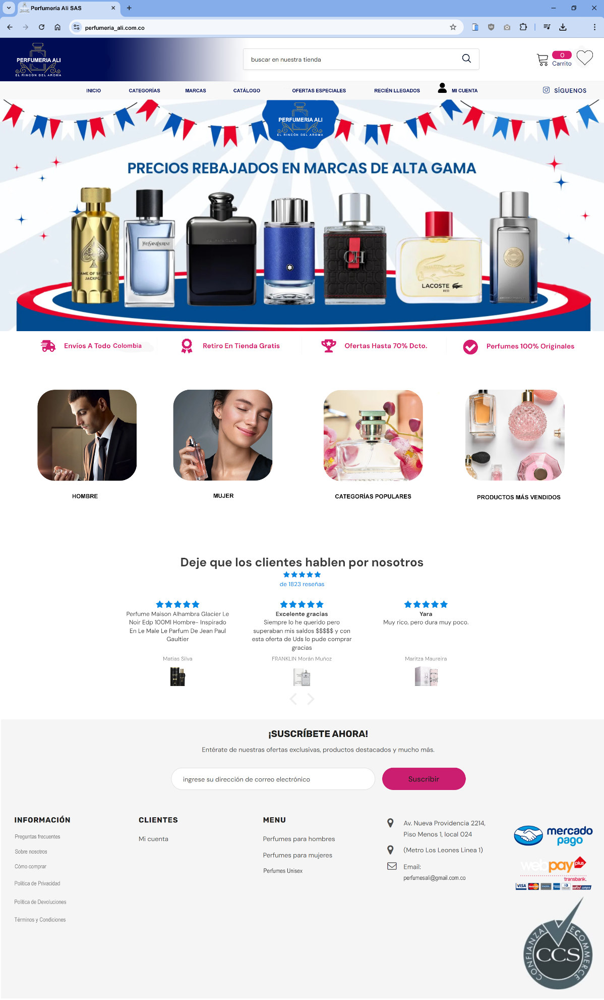 Perfumería Ali SAS
perfumeria_ali.com.co
PERFUMERIA ALI
EL RINCÓN DEL AROMA
buscar en nuestra tienda
0
Carrito
INICIO
CATEGORÍAS
MARCAS
CATÁLOGO
OFERTAS ESPECIALES
RECIÉN LLEGADOS
MI CUENTA
SÍGUENOS
PERFUMERIA ALI
EL RINCÓN DEL AROMA
PRECIOS REBAJADOS EN MARCAS DE ALTA GAMA
YVESSAINTLAURENT
RALPH'S CLUB
JACKPOT
CH
LACOSTE
RED
Envíos A Todo Colombia
Retiro En Tienda Gratis
Ofertas Hasta 70% Dcto.
Perfumes 100% Originales
HOMBRE
MUJER
CATEGORÍAS POPULARES
PRODUCTOS MÁS VENDIDOS
Deje que los clientes hablen por nosotros
de 1823 reseñas
Perfume Maison Alhambra Glacier Le
Noir Edp 100Ml Hombre- Inspirado
En Le Male Le Parfum De Jean Paul
Gaultier
Matias Silva
Excelente gracias
Siempre lo he querido pero
superaban mis saldos $$$$$ y con
esta oferta de Uds lo pude comprar
gracias
FRANKLIN Morán Muñoz
Yara
Muy rico, pero dura muy poco.
Maritza Maureira
¡SUSCRÍBETE AHORA!
Entérate de nuestras ofertas exclusivas, productos destacados y mucho más.
ingrese su dirección de correo electrónico
Suscribir
INFORMACIÓN
Preguntas frecuentes
Sobre nosotros
Cómo comprar
Política de Privacidad
Política de Devoluciones
Términos y Condiciones
CLIENTES
Mi cuenta
MENU
Perfumes para hombres
Perfumes para mujeres
Perfumes Unisex
Av. Nueva Providencia 2214,
Piso Menos 1, local 024
(Metro Los Leones Linea 1)
Email:
perfumesali@gmail.com.co
mercado
pago
webpay plus
transbank.
VISA
RedCompra
CONFIANZA ECOMMERCE
CCS